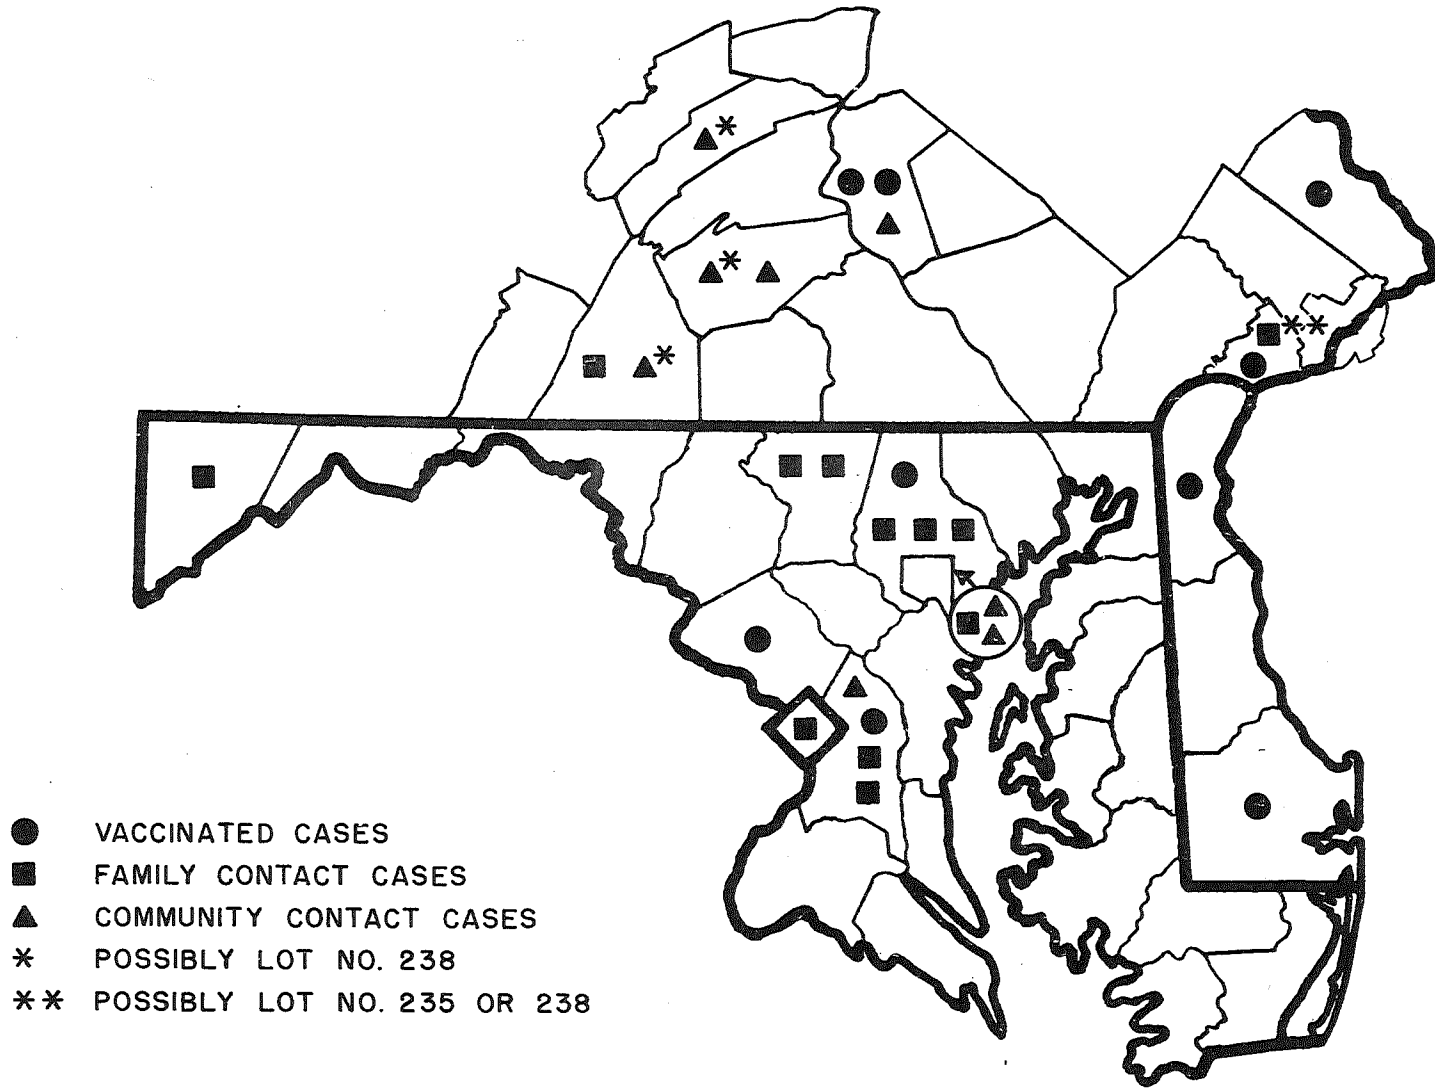 VACCINATED CASES
FAMILY CONTACT CASES
COMMUNITY CONTACT CASES
* POSSIBLY LOT NO. 238
** POSSIBLY LOT NO. 235 OR 238